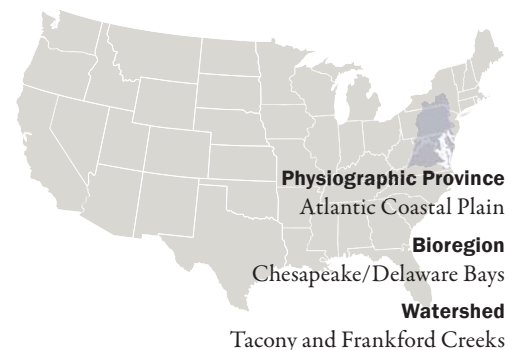 Physiographic Province
Atlantic Coastal Plain
Bioregion
Chesapeake/Delaware Bays
Watershed
Tacony and Frankford Creeks